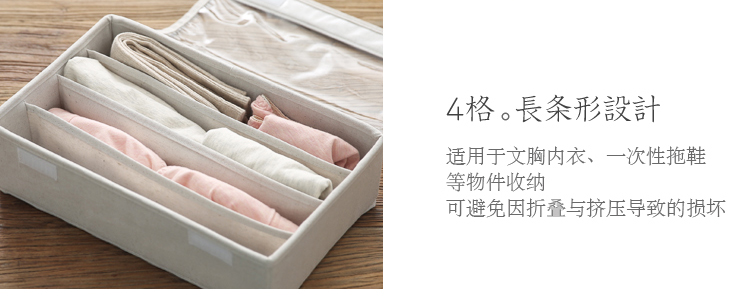 4格。長条形設計
适用于文胸内衣、一次性拖鞋
等物件收纳
可避免因折叠与挤压导致的损坏